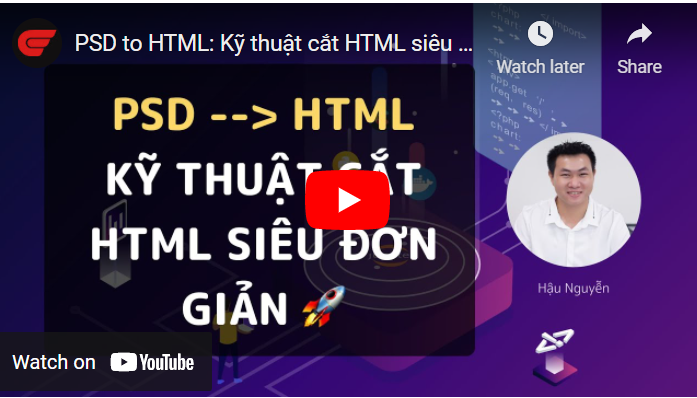 PSD to HTML: Kỹ thuật cắt HTML siêu ...
Watch later
Share
PSD --> HTML
KỸ THUẬT CẮT
HTML SIÊU ĐƠN
GIẢN 🚀
Hậu Nguyễn
Watch on YouTube